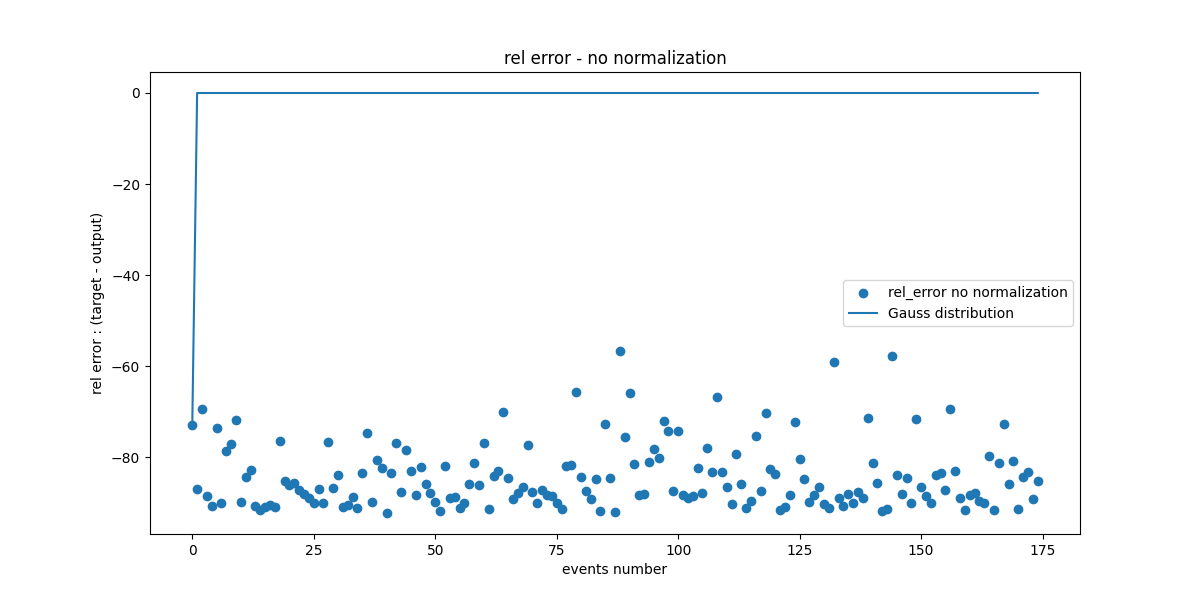 rel error - no normalization
rel error : (target - output)
0
−20
−40
−60
−80
rel_error no normalization
Gauss distribution
0 25 50 75 100 125 150 175
events number